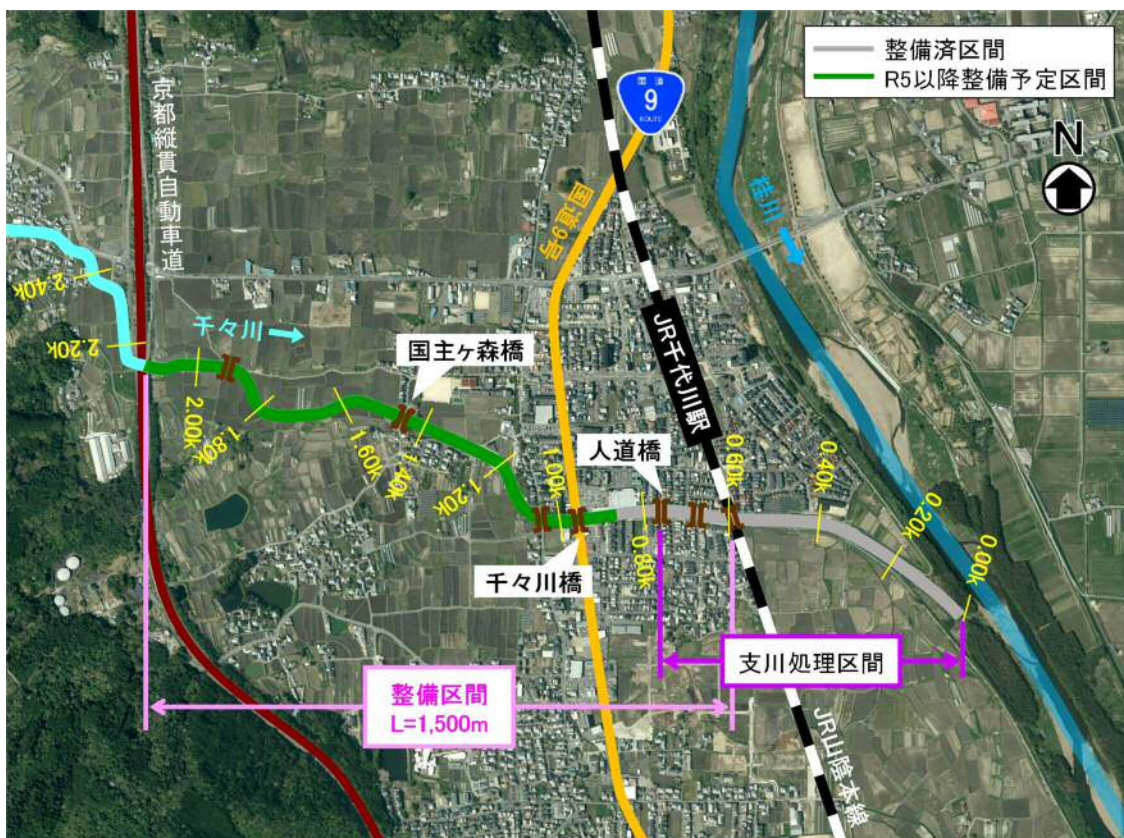 整備済区間
R5以降整備予定区間
国道
9
ROUTE
N
京都縦貫自動車道
国道9号
桂川
JR千代川駅
千々川
国主ヶ森橋
人道橋
千々川橋
2.40k
2.20k
2.00k
1.80k
1.60k
1.40k
1.20k
1.00k
0.80k
0.60k
0.40k
0.20k
0.00k
支川処理区間
整備区間
L=1,500m
JR山陰本線